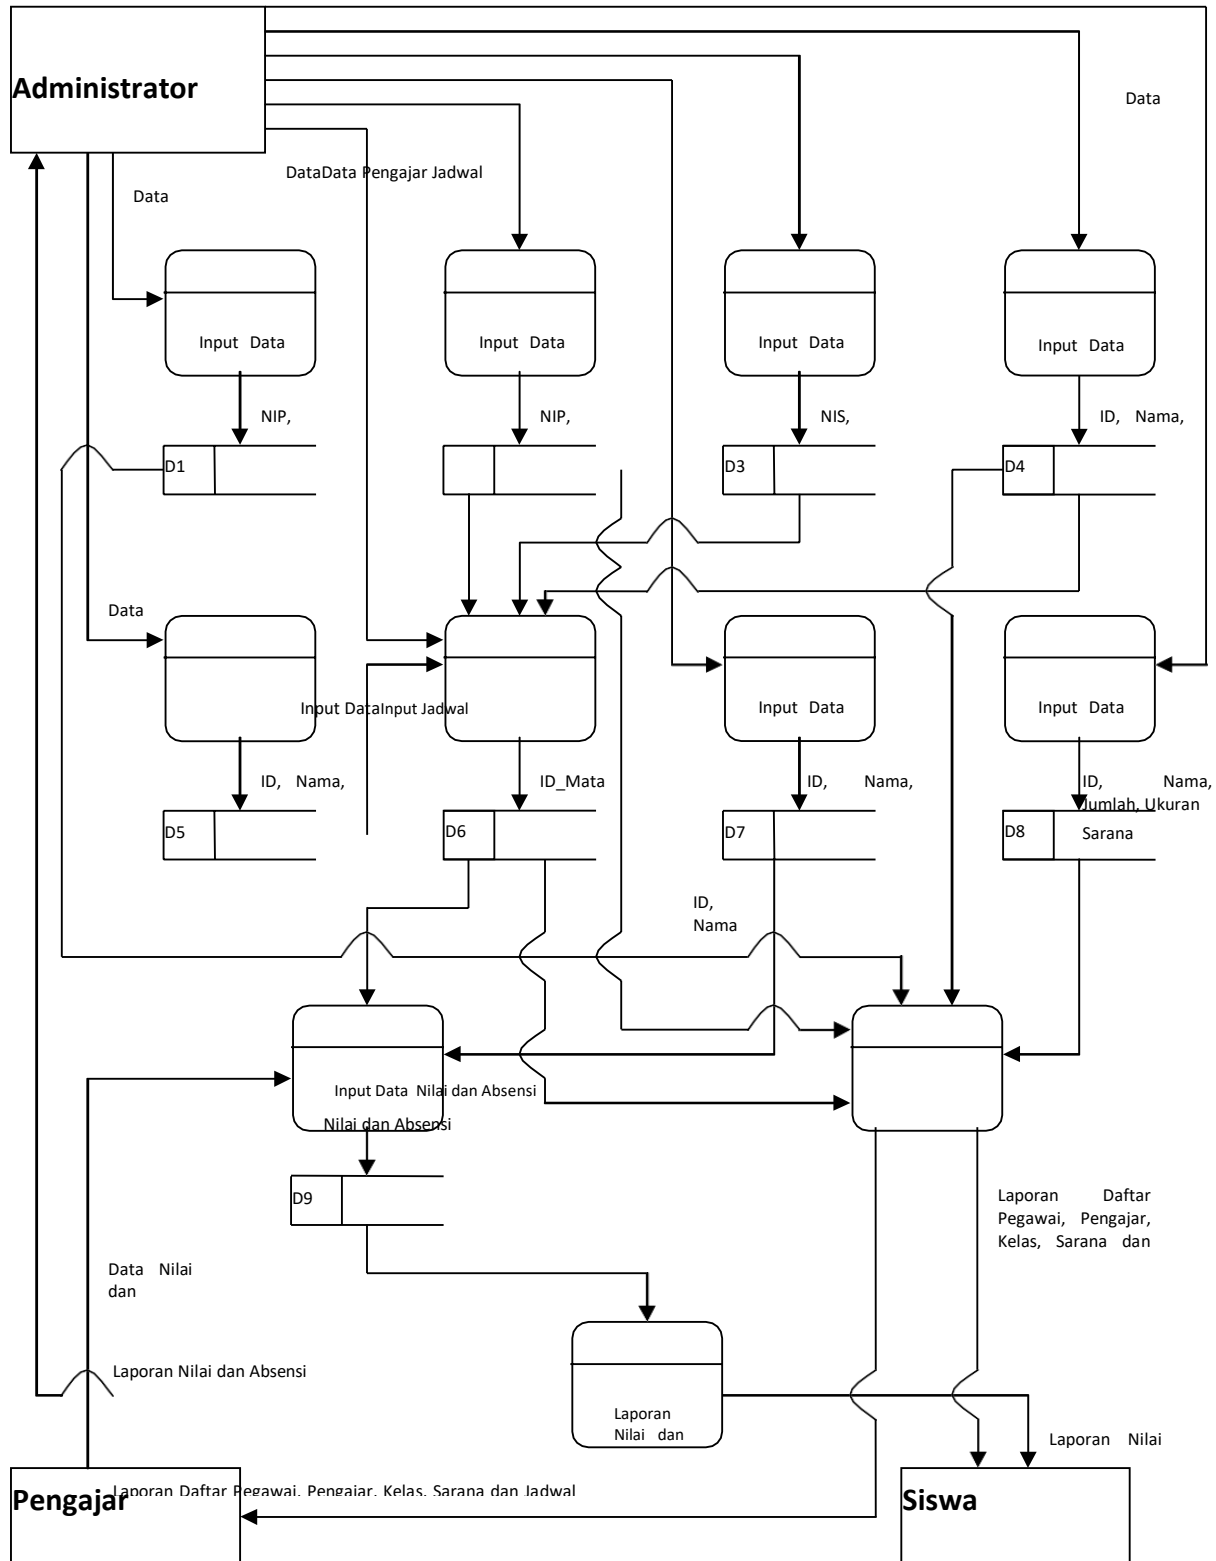 Administrator
Data
DataData Pengajar Jadwal
Data
Input Data
Input Data
Input Data
Input Data
NIP,
NIP,
NIS,
ID, Nama,
D1
D3
D4
Data
Input DataInput Jadwal
Input Data
Input Data
ID, Nama,
ID_Mata
ID, Nama,
ID, Nama,
Jumlah, Ukuran
Sarana
D5
D6
D7
D8
ID,
Nama
Input Data Nilai dan Absensi
Nilai dan Absensi
D9
Laporan Daftar
Pegawai, Pengajar,
Kelas, Sarana dan
Data Nilai
dan
Laporan Nilai dan Absensi
Laporan
Nilai dan
Laporan Nilai
Laporan Daftar Pegawai, Pengajar, Kelas, Sarana dan Jadwal
Pengajar
Siswa